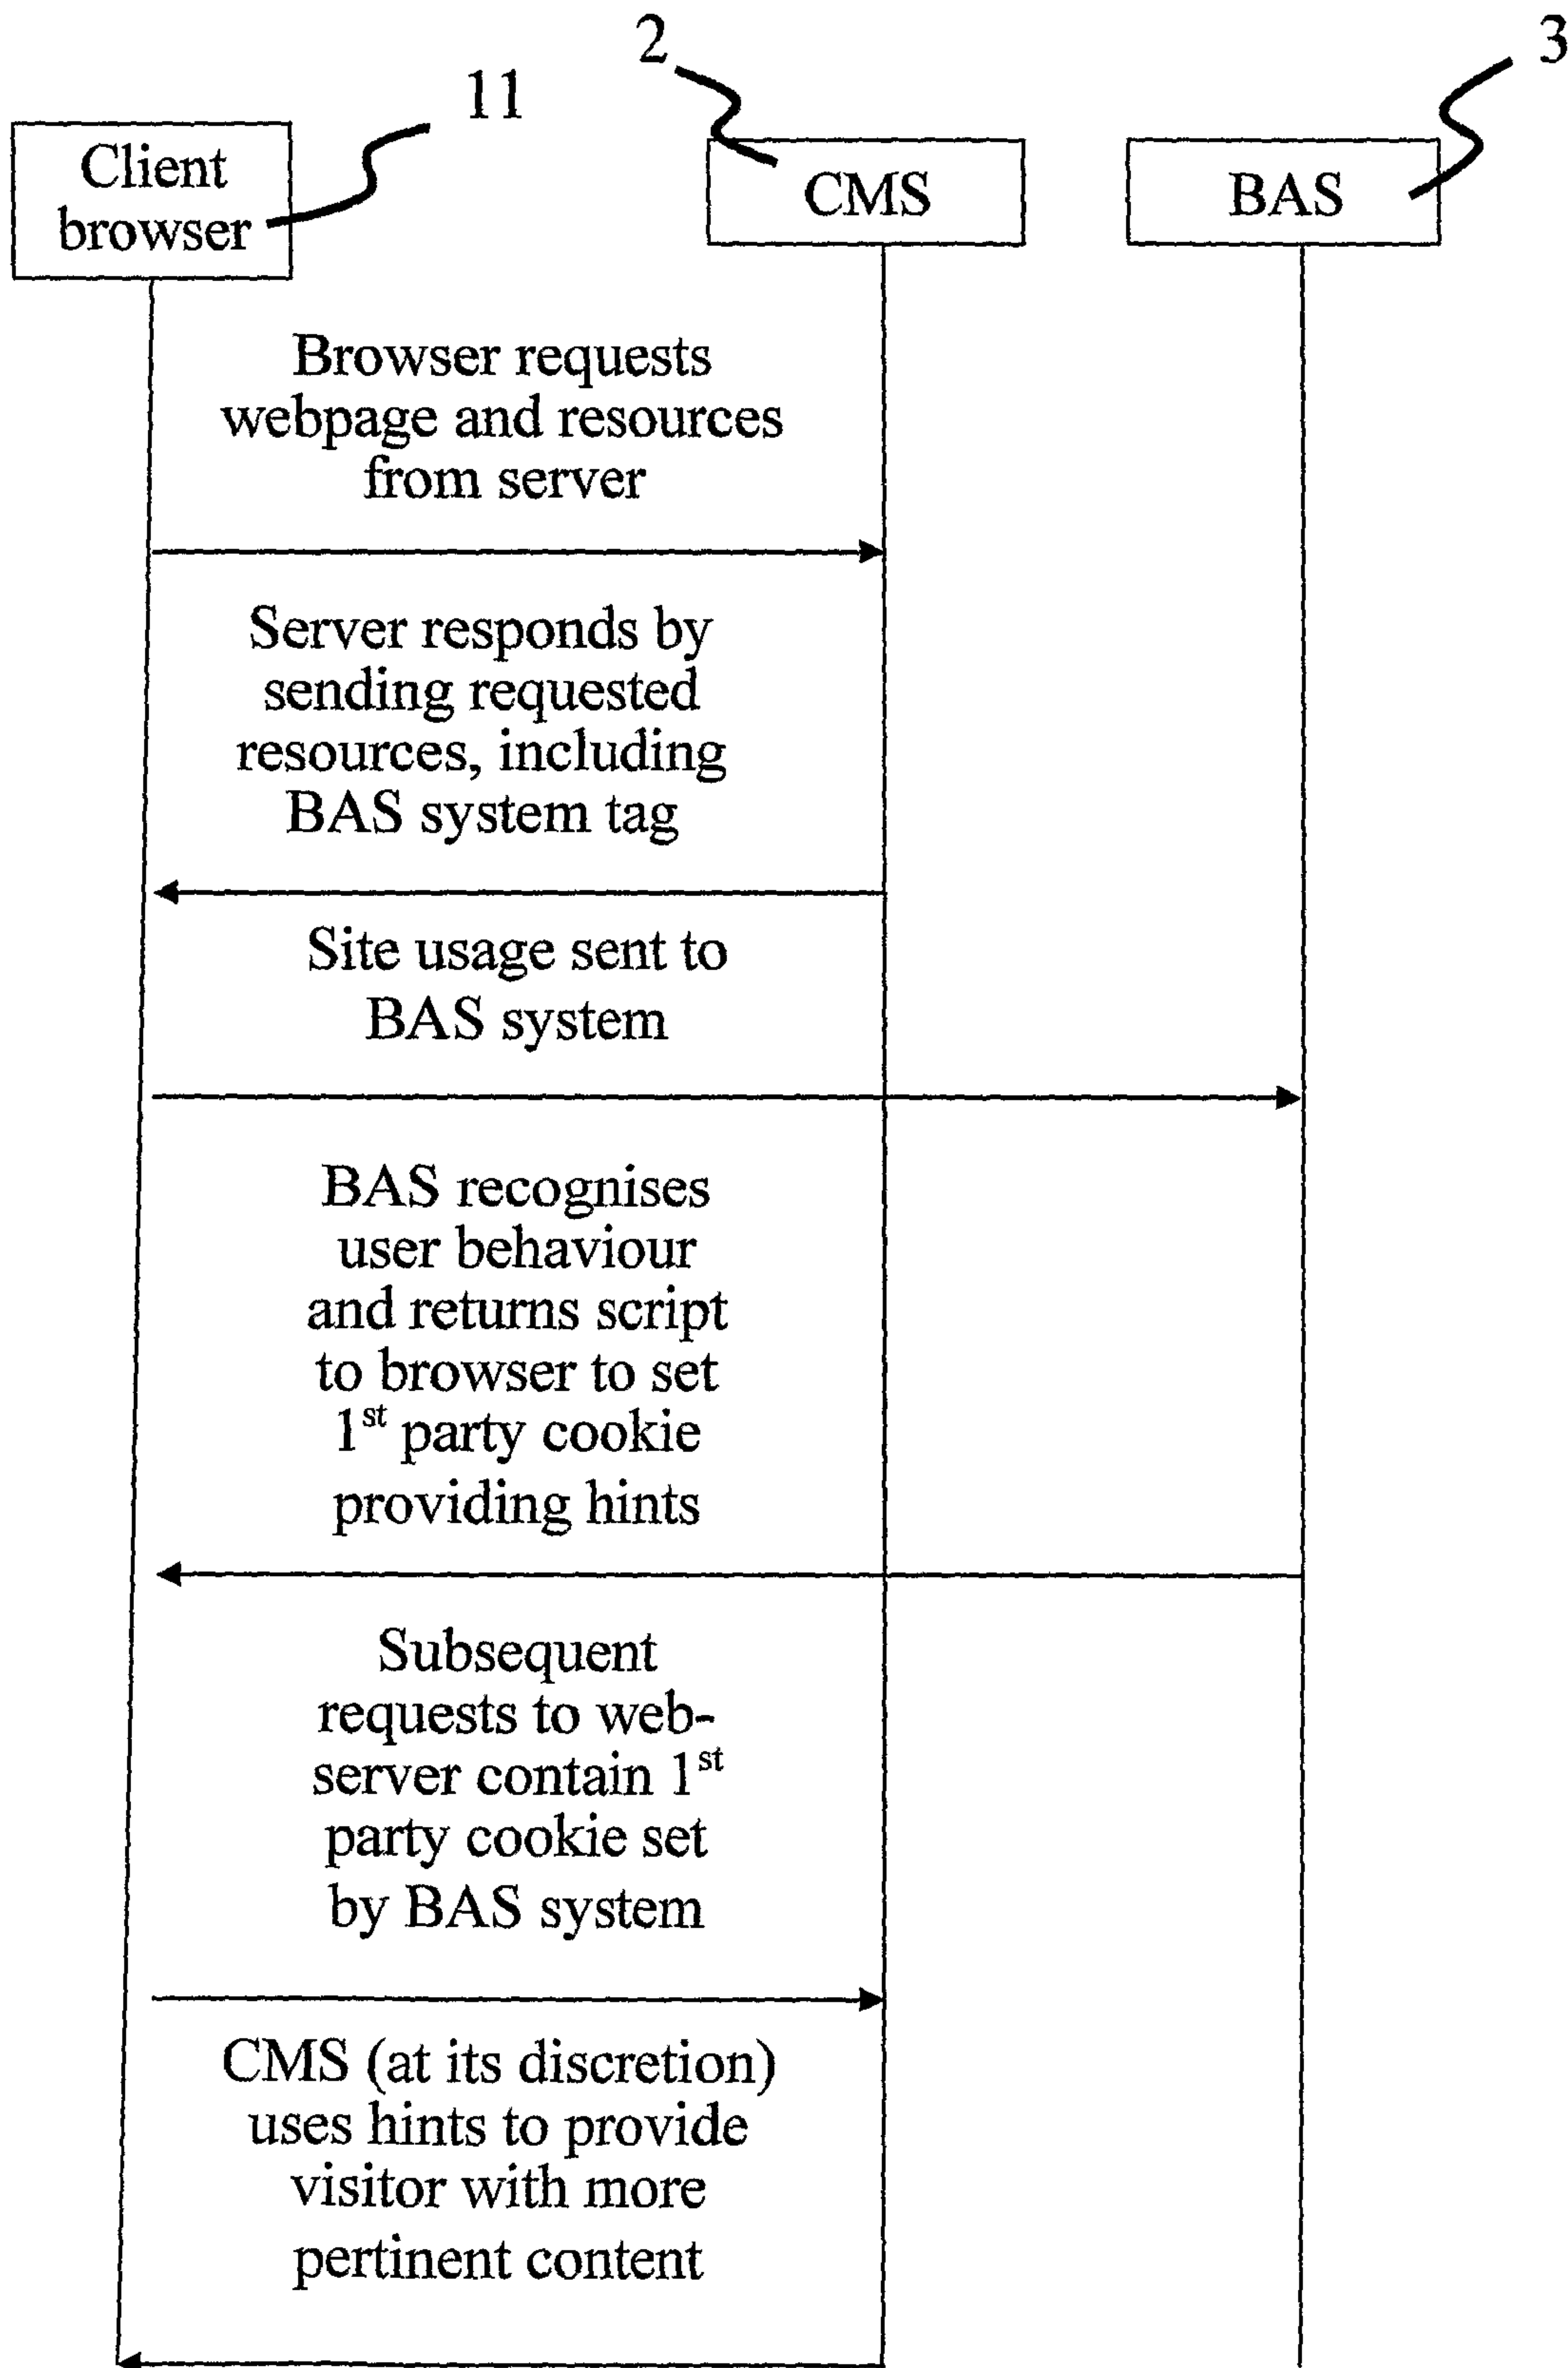 2
3
11
Client
browser
CMS
BAS
Browser requests
webpage and resources
from server
Server responds by
sending requested
resources, including
BAS system tag
Site usage sent to
BAS system
BAS recognises
user behaviour
and returns script
to browser to set
1st party cookie
providing hints
Subsequent
requests to web-
server contain 1st
party cookie set
by BAS system
CMS (at its discretion)
uses hints to provide
visitor with more
pertinent content